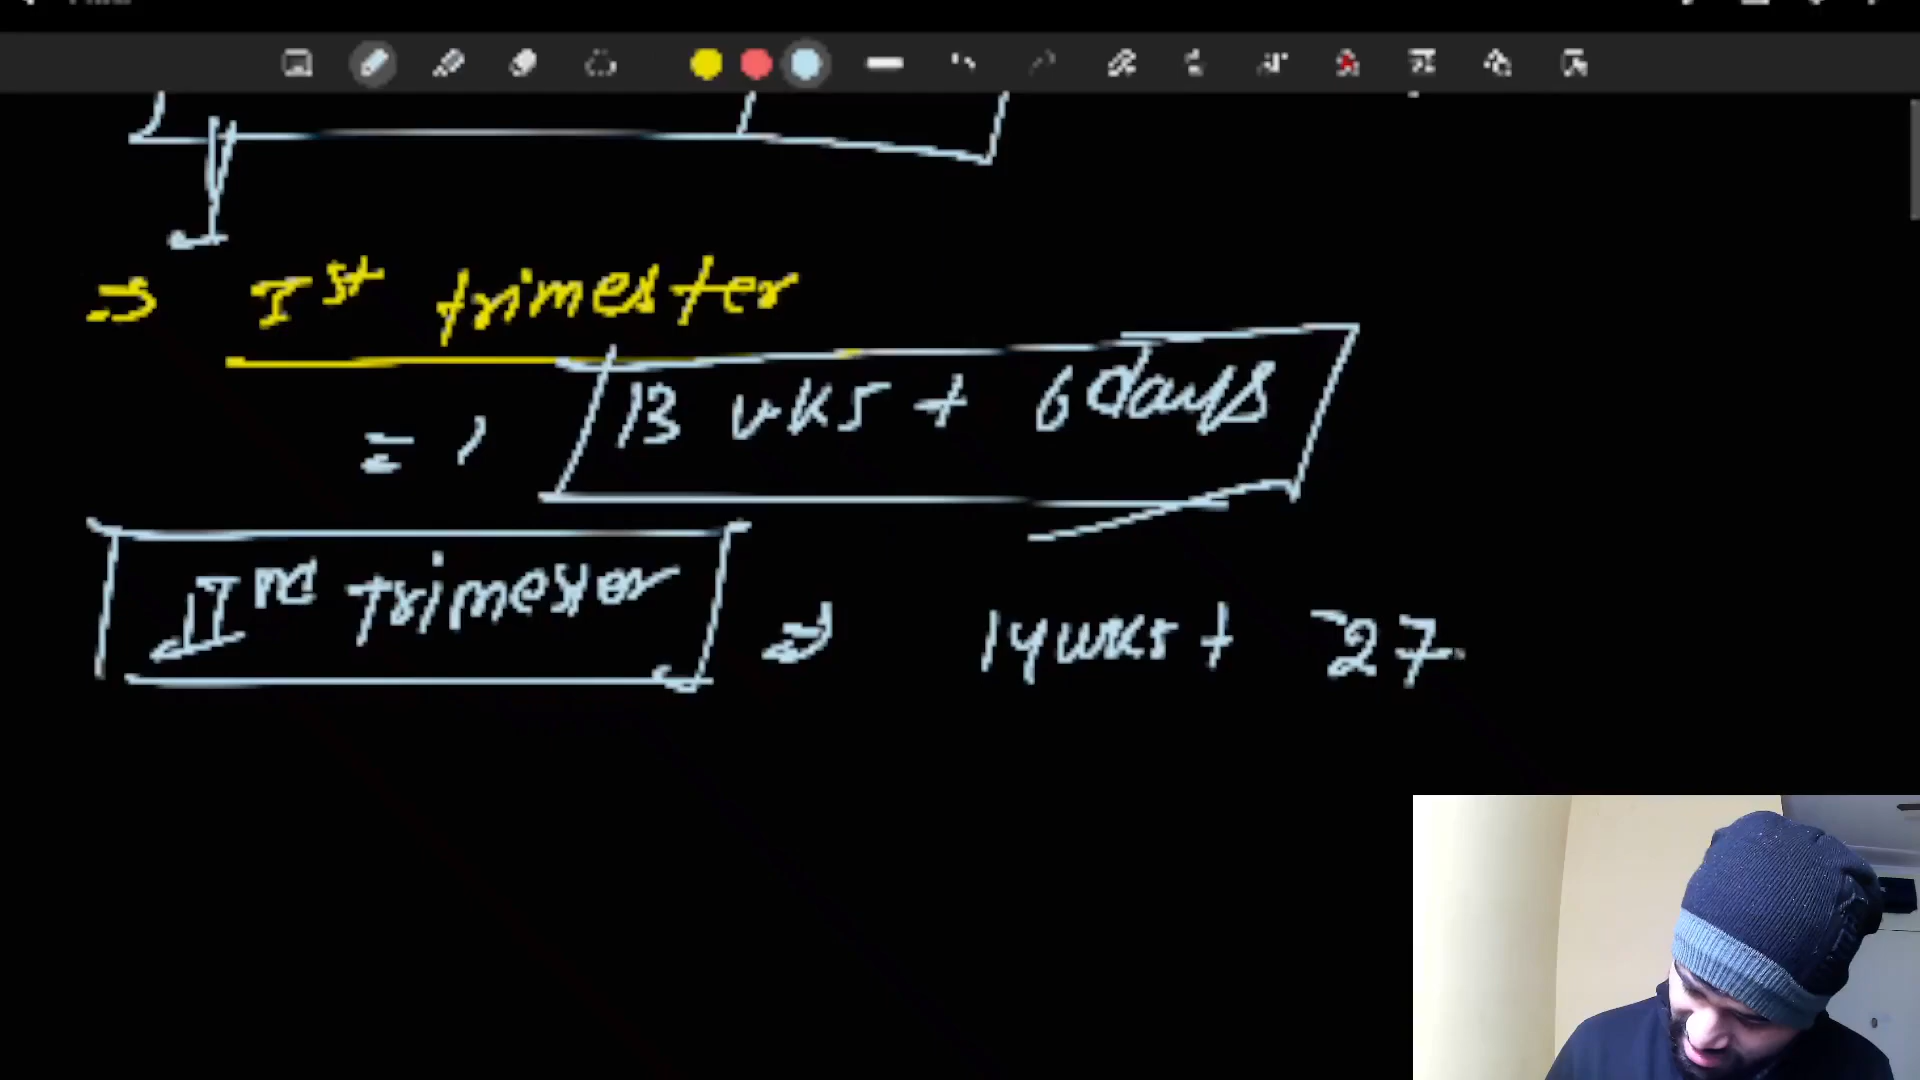 ⇒ Ist trimester
= , 13 wks + 6 days
IInd trimester ⇒ 14 wks + 27